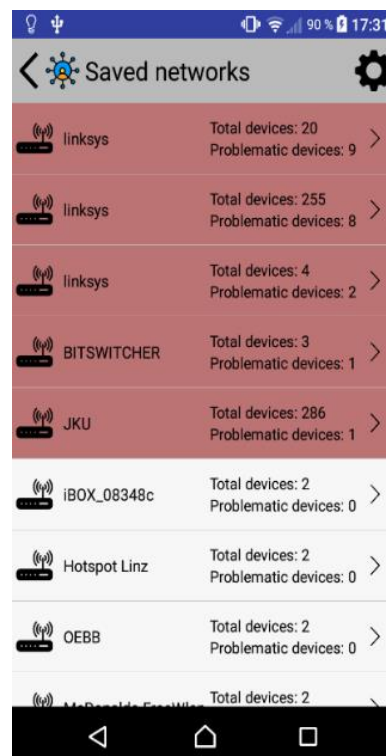 90 % 17:31
Saved networks
linksys
Total devices: 20
Problematic devices: 9
linksys
Total devices: 255
Problematic devices: 8
linksys
Total devices: 4
Problematic devices: 2
BITSWITCHER
Total devices: 3
Problematic devices: 1
JKU
Total devices: 286
Problematic devices: 1
iBOX_08348c
Total devices: 2
Problematic devices: 0
Hotspot Linz
Total devices: 2
Problematic devices: 0
OEBB
Total devices: 2
Problematic devices: 0
Total devices: 2